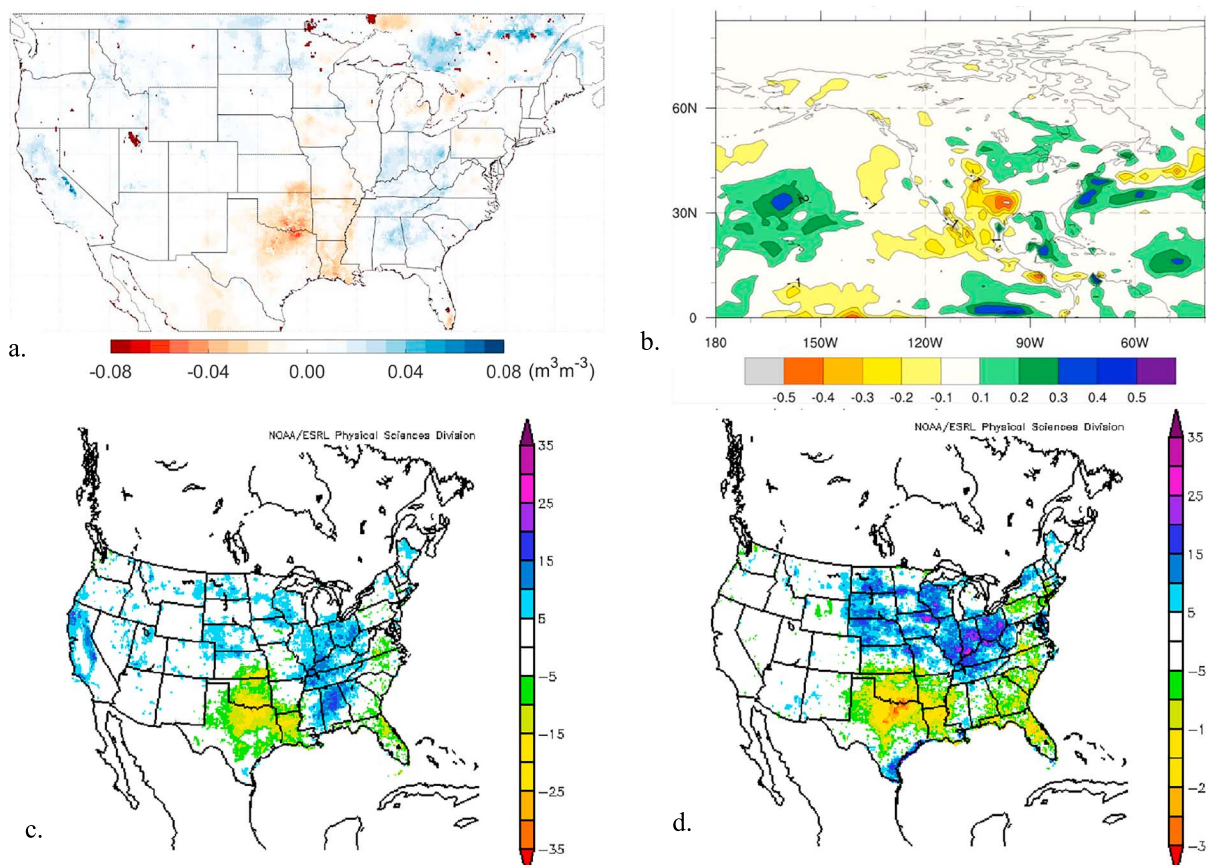 a.
-0.08 -0.04 0.00 0.04 0.08 (m³m⁻³)
60N
30N
0
180 150W 120W 90W 60W
b.
-0.5 -0.4 -0.3 -0.2 -0.1 0.1 0.2 0.3 0.4 0.5
NOAA/ESRL Physical Sciences Division
35
25
15
5
-5
-15
-25
-35
c.
NOAA/ESRL Physical Sciences Division
35
25
15
5
-5
-1
-2
-3
d.